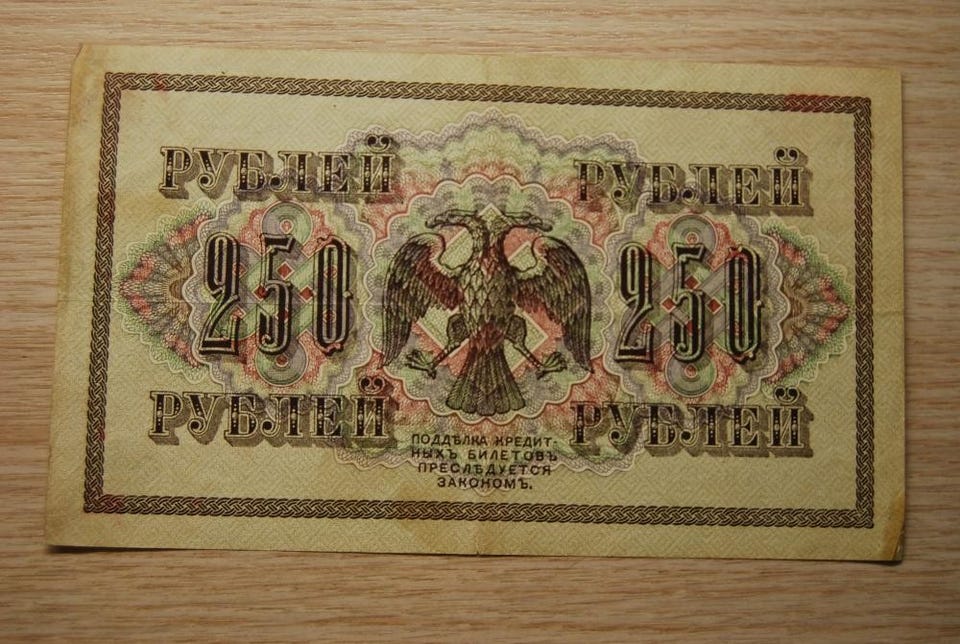 РУБЛЕЙ РУБЛЕЙ
250 250
РУБЛЕЙ РУБЛЕЙ
ПОДДѢЛКА КРЕДИТ-
НЫХЪ БИЛЕТОВЪ
ПРЕСЛѢДУЕТСЯ
ЗАКОНОМЪ.